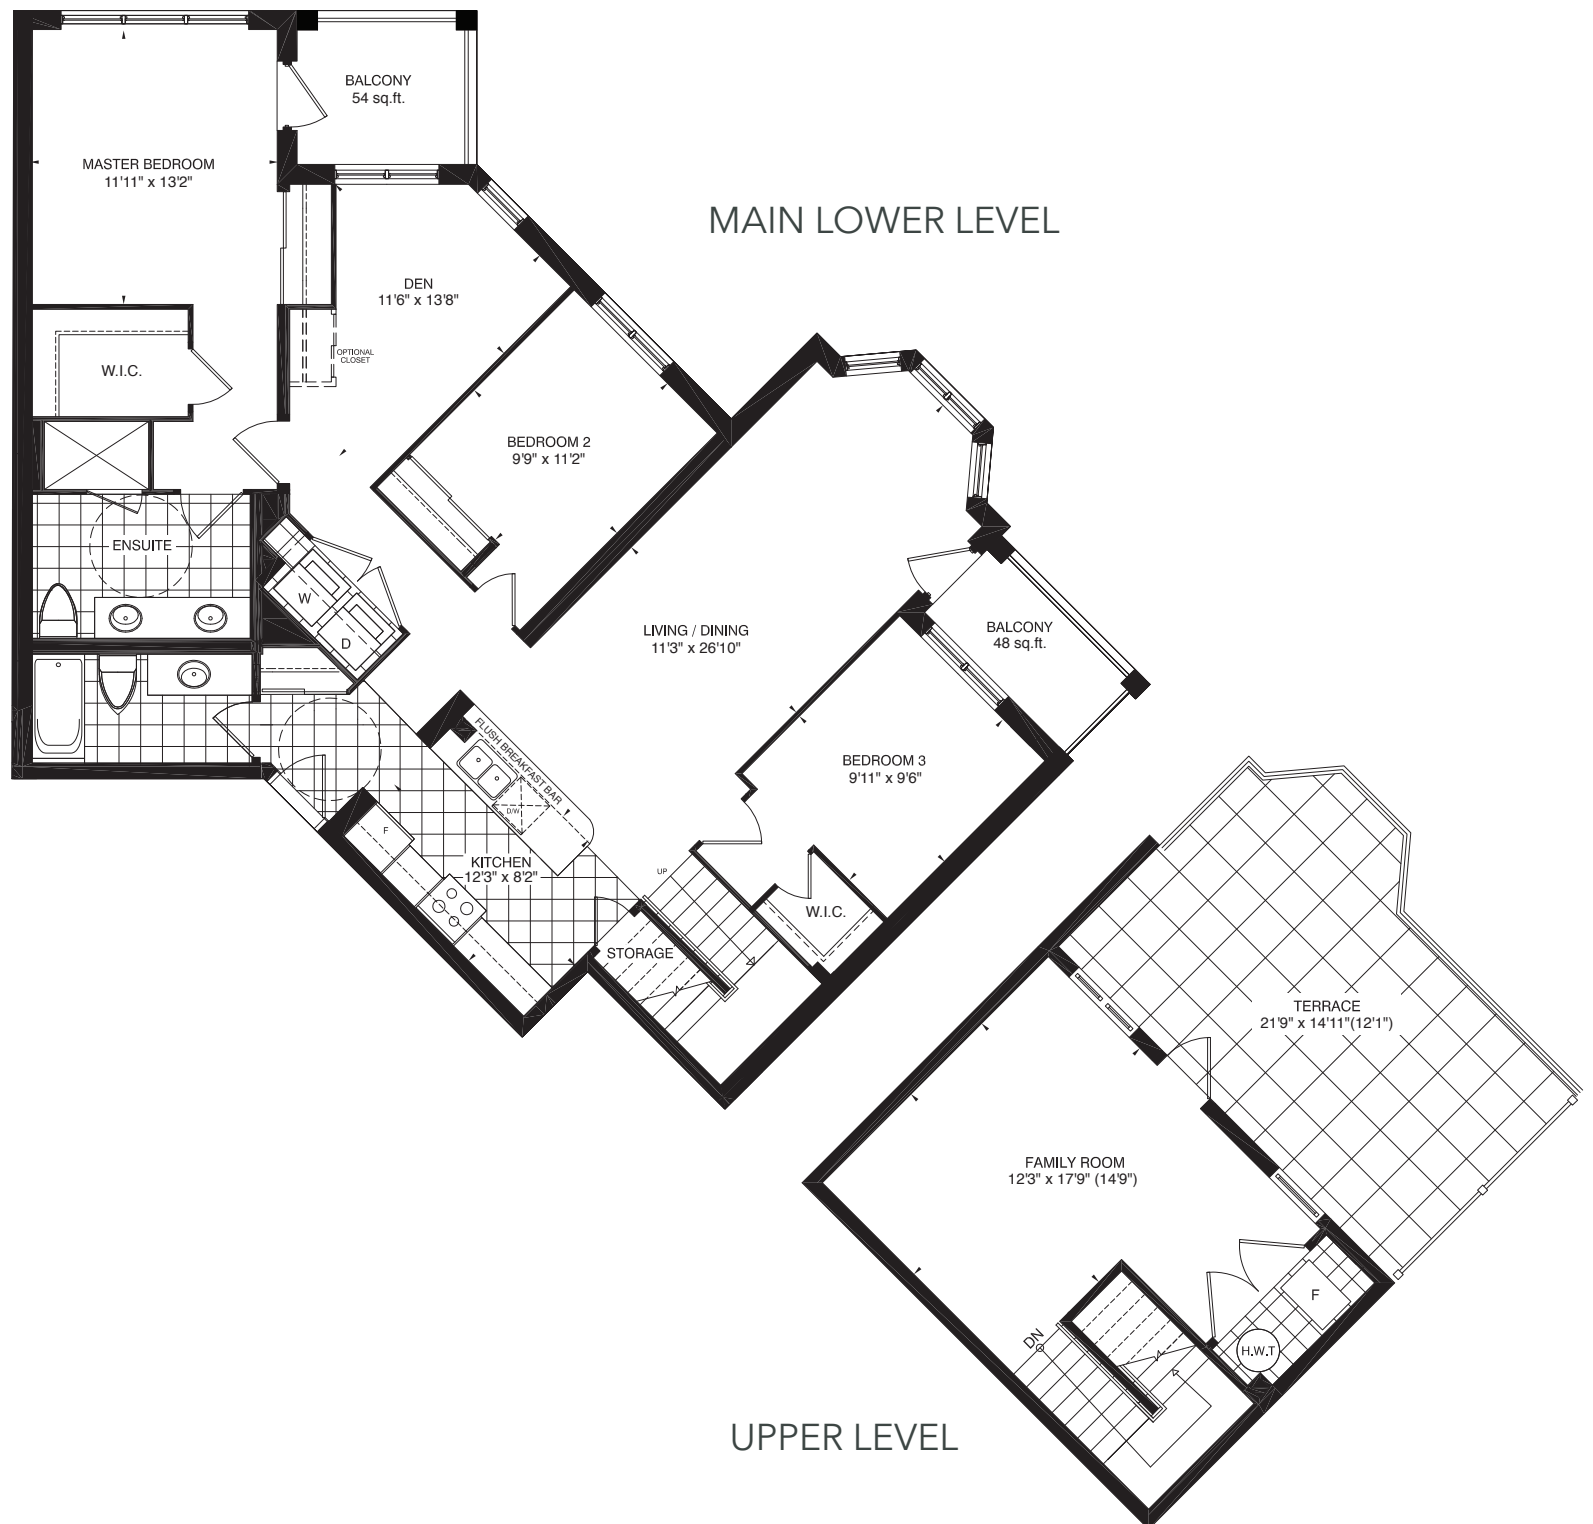 BALCONY
54 sq.ft.
MASTER BEDROOM
11'11" x 13'2"
MAIN LOWER LEVEL
DEN
11'6" x 13'8"
OPTIONAL
CLOSET
W.I.C.
BEDROOM 2
9'9" x 11'2"
ENSUITE
W
D
LIVING / DINING
11'3" x 26'10"
BALCONY
48 sq.ft.
FLUSH BREAKFAST BAR
D/W
BEDROOM 3
9'11" x 9'6"
F
KITCHEN
12'3" x 8'2"
UP
W.I.C.
STORAGE
TERRACE
21'9" x 14'11"(12'1")
FAMILY ROOM
12'3" x 17'9" (14'9")
F
DN
H.W.T
UPPER LEVEL